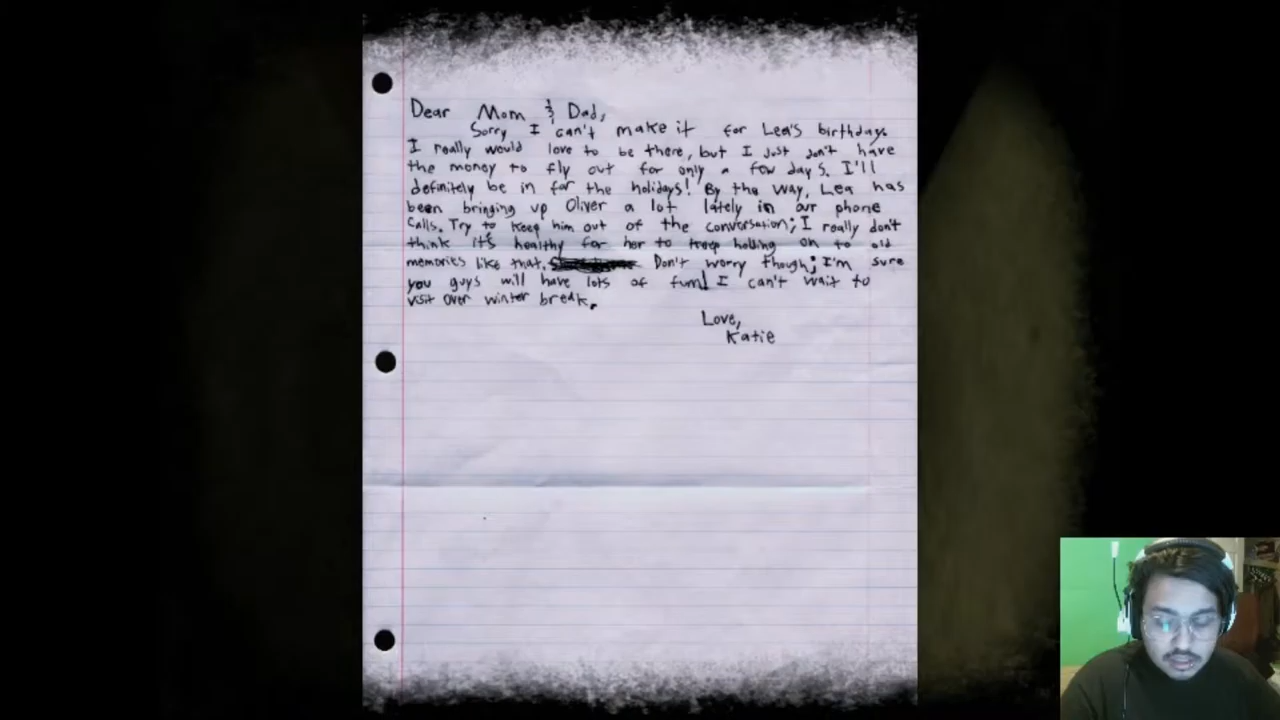 Dear Mom & Dad,
Sorry I can't make it for Lea's birthday.
I really would love to be there, but I just don't have
the money to fly out for only a few days. I'll
definitely be in for the holidays! By the way, Lea has
been bringing up Oliver a lot lately in our phone
calls. Try to keep him out of the conversation; I really don't
think it's healthy for her to keep holding on to old
memories like that. Don't worry though; I'm sure
you guys will have lots of fun! I can't wait to
visit over winter break.
Love,
Katie